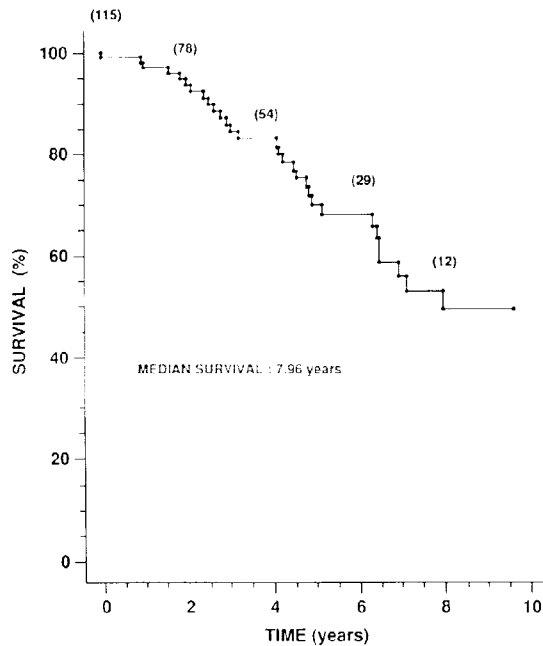 (115)
(78)
(54)
(29)
(12)
100
80
60
40
20
0
SURVIVAL (%)
MEDIAN SURVIVAL : 7.96 years
0 2 4 6 8 10
TIME (years)